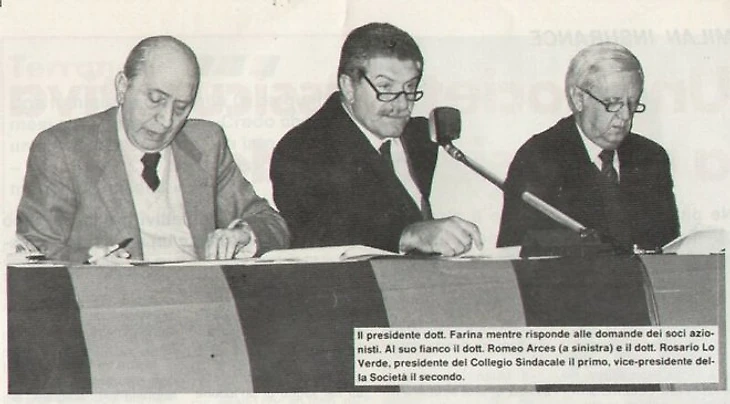 MILAN INSURANCE
Il presidente dott. Farina mentre risponde alle domande dei soci azio-
nisti. Al suo fianco il dott. Romeo Arces (a sinistra) e il dott. Rosario Lo
Verde, presidente del Collegio Sindacale il primo, vice-presidente del-
la Società il secondo.